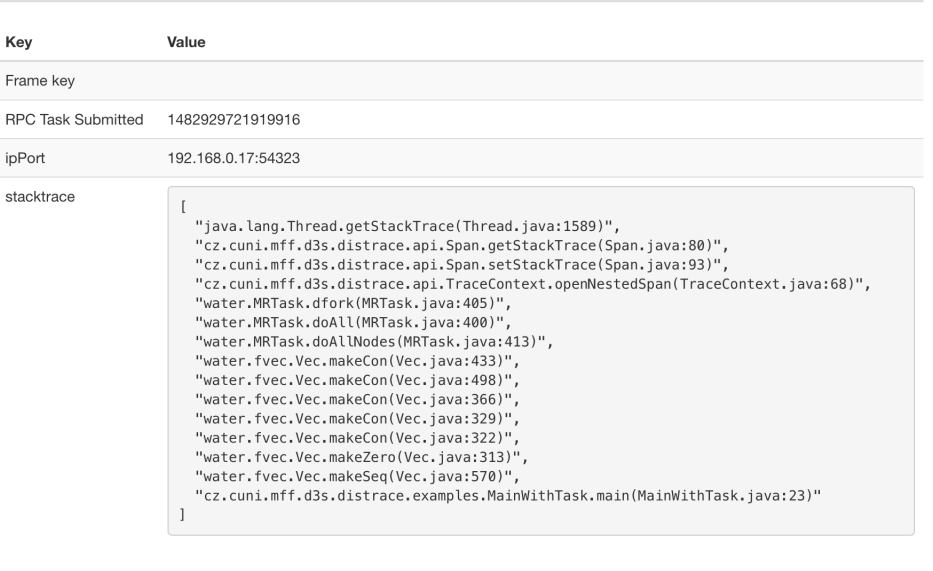 Key Value
Frame key
RPC Task Submitted 1482929721919916
ipPort 192.168.0.17:54323
stacktrace
[
"java.lang.Thread.getStackTrace(Thread.java:1589)",
"cz.cuni.mff.d3s.distrace.api.Span.getStackTrace(Span.java:80)",
"cz.cuni.mff.d3s.distrace.api.Span.setStackTrace(Span.java:93)",
"cz.cuni.mff.d3s.distrace.api.TraceContext.openNestedSpan(TraceContext.java:68)",
"water.MRTask.dfork(MRTask.java:405)",
"water.MRTask.doAll(MRTask.java:400)",
"water.MRTask.doAllNodes(MRTask.java:413)",
"water.fvec.Vec.makeCon(Vec.java:433)",
"water.fvec.Vec.makeCon(Vec.java:498)",
"water.fvec.Vec.makeCon(Vec.java:366)",
"water.fvec.Vec.makeCon(Vec.java:329)",
"water.fvec.Vec.makeCon(Vec.java:322)",
"water.fvec.Vec.makeZero(Vec.java:313)",
"water.fvec.Vec.makeSeq(Vec.java:570)",
"cz.cuni.mff.d3s.distrace.examples.MainWithTask.main(MainWithTask.java:23)"
]